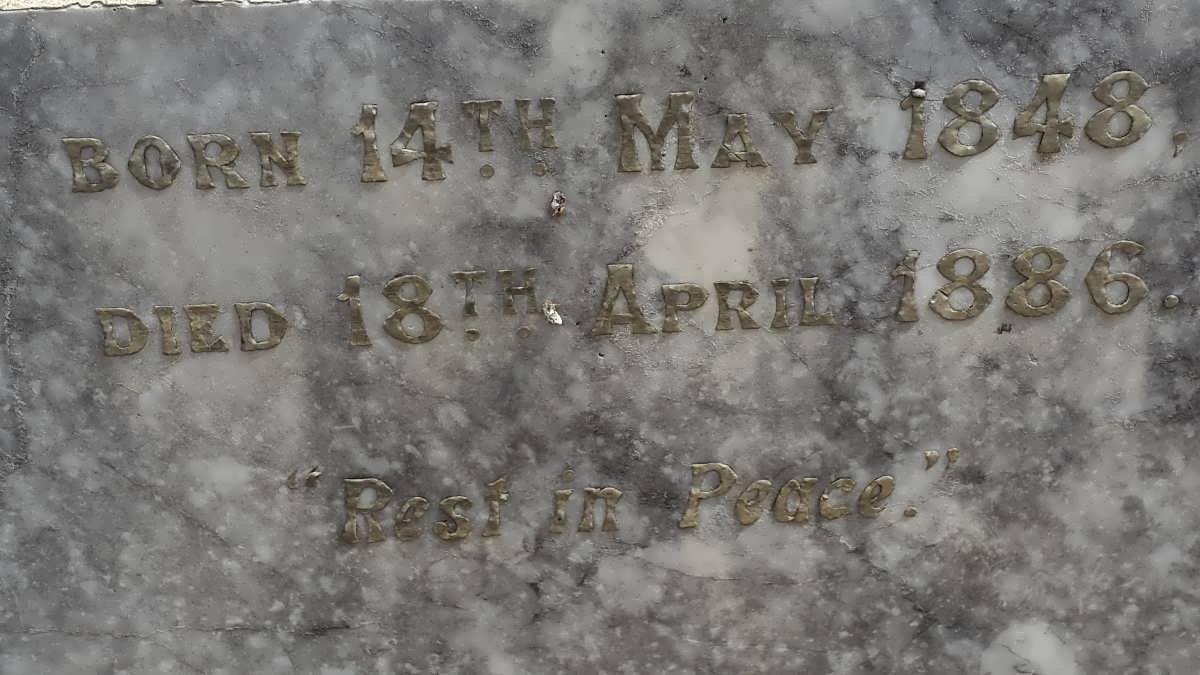 BORN 14TH MAY 1848,
DIED 18TH APRIL 1886.
“Rest in Peace.”